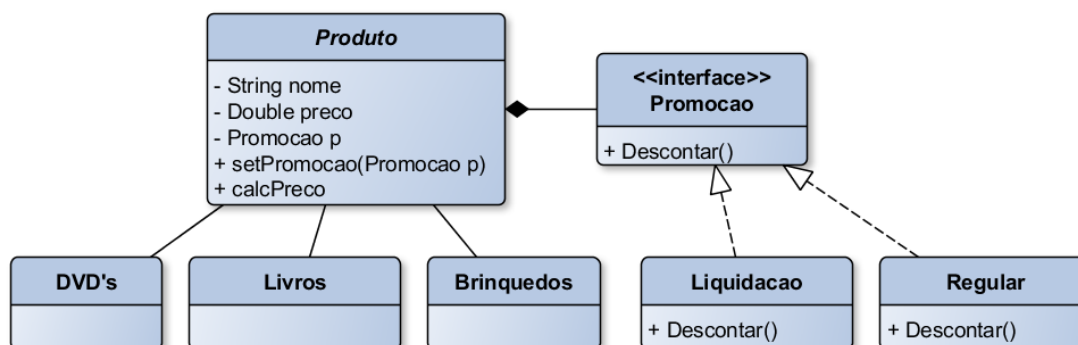 Produto
- String nome
- Double preco
- Promocao p
+ setPromocao(Promocao p)
+ calcPreco
<<interface>>
Promocao
+ Descontar()
DVD's
Livros
Brinquedos
Liquidacao
+ Descontar()
Regular
+ Descontar()